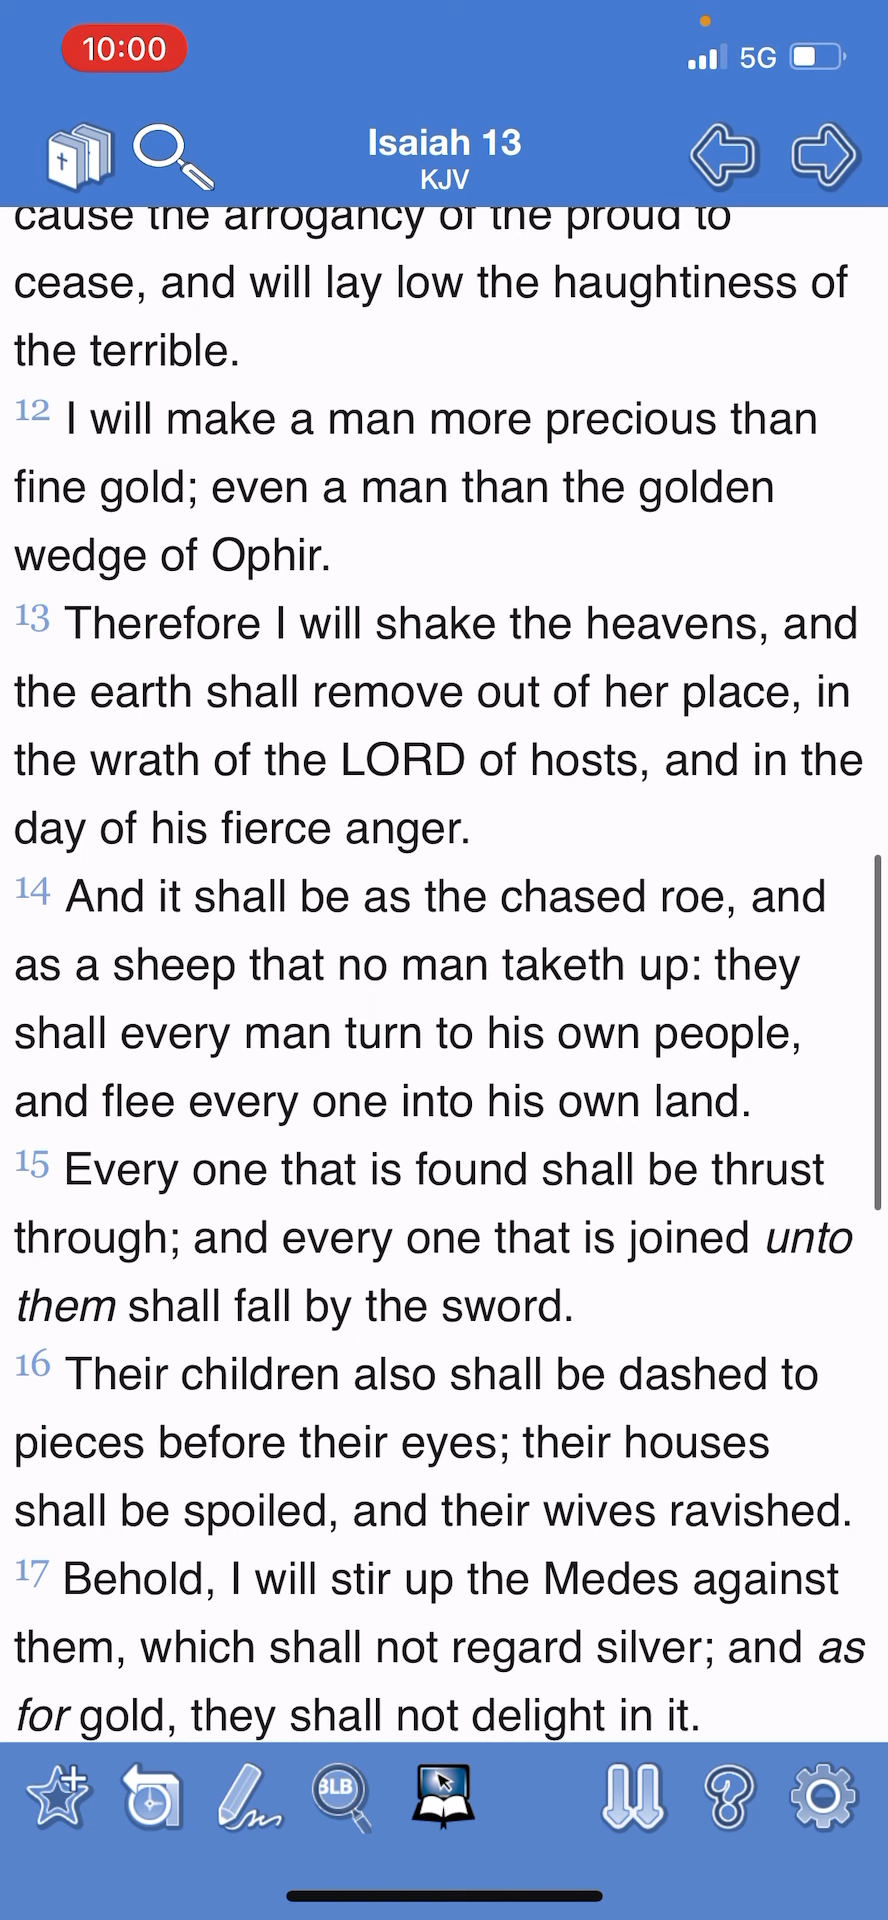 10:00
5G
Isaiah 13
KJV
cause the arrogancy of the proud to
cease, and will lay low the haughtiness of
the terrible.
12 I will make a man more precious than
fine gold; even a man than the golden
wedge of Ophir.
13 Therefore I will shake the heavens, and
the earth shall remove out of her place, in
the wrath of the LORD of hosts, and in the
day of his fierce anger.
14 And it shall be as the chased roe, and
as a sheep that no man taketh up: they
shall every man turn to his own people,
and flee every one into his own land.
15 Every one that is found shall be thrust
through; and every one that is joined unto
them shall fall by the sword.
16 Their children also shall be dashed to
pieces before their eyes; their houses
shall be spoiled, and their wives ravished.
17 Behold, I will stir up the Medes against
them, which shall not regard silver; and as
for gold, they shall not delight in it.
BLB